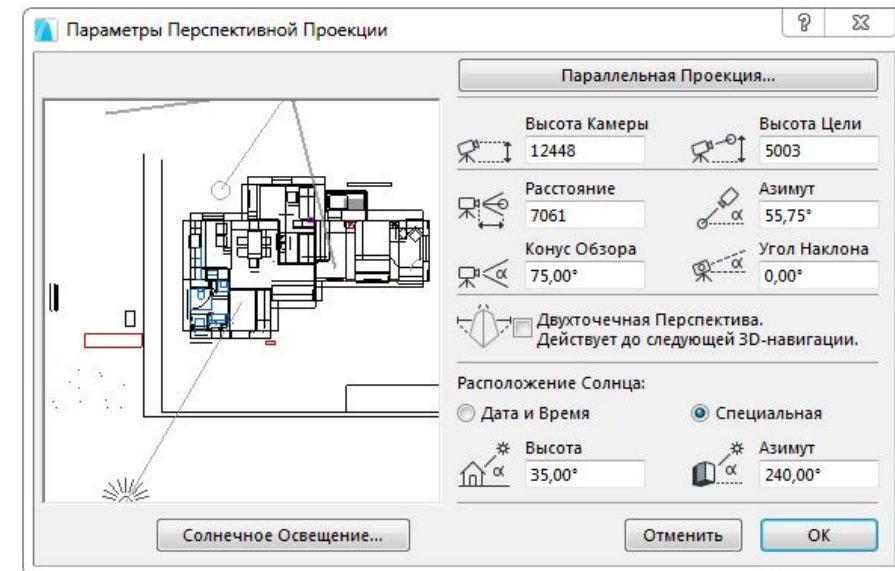 Параметры Перспективной Проекции
Параллельная Проекция...
Высота Камеры
12448
Высота Цели
5003
Расстояние
7061
Азимут
55,75°
Конус Обзора
75,00°
Угол Наклона
0,00°
Двухточечная Перспектива.
Действует до следующей 3D-навигации.
Расположение Солнца:
Дата и Время
Специальная
Высота
35,00°
Азимут
240,00°
Солнечное Освещение...
Отменить
OK